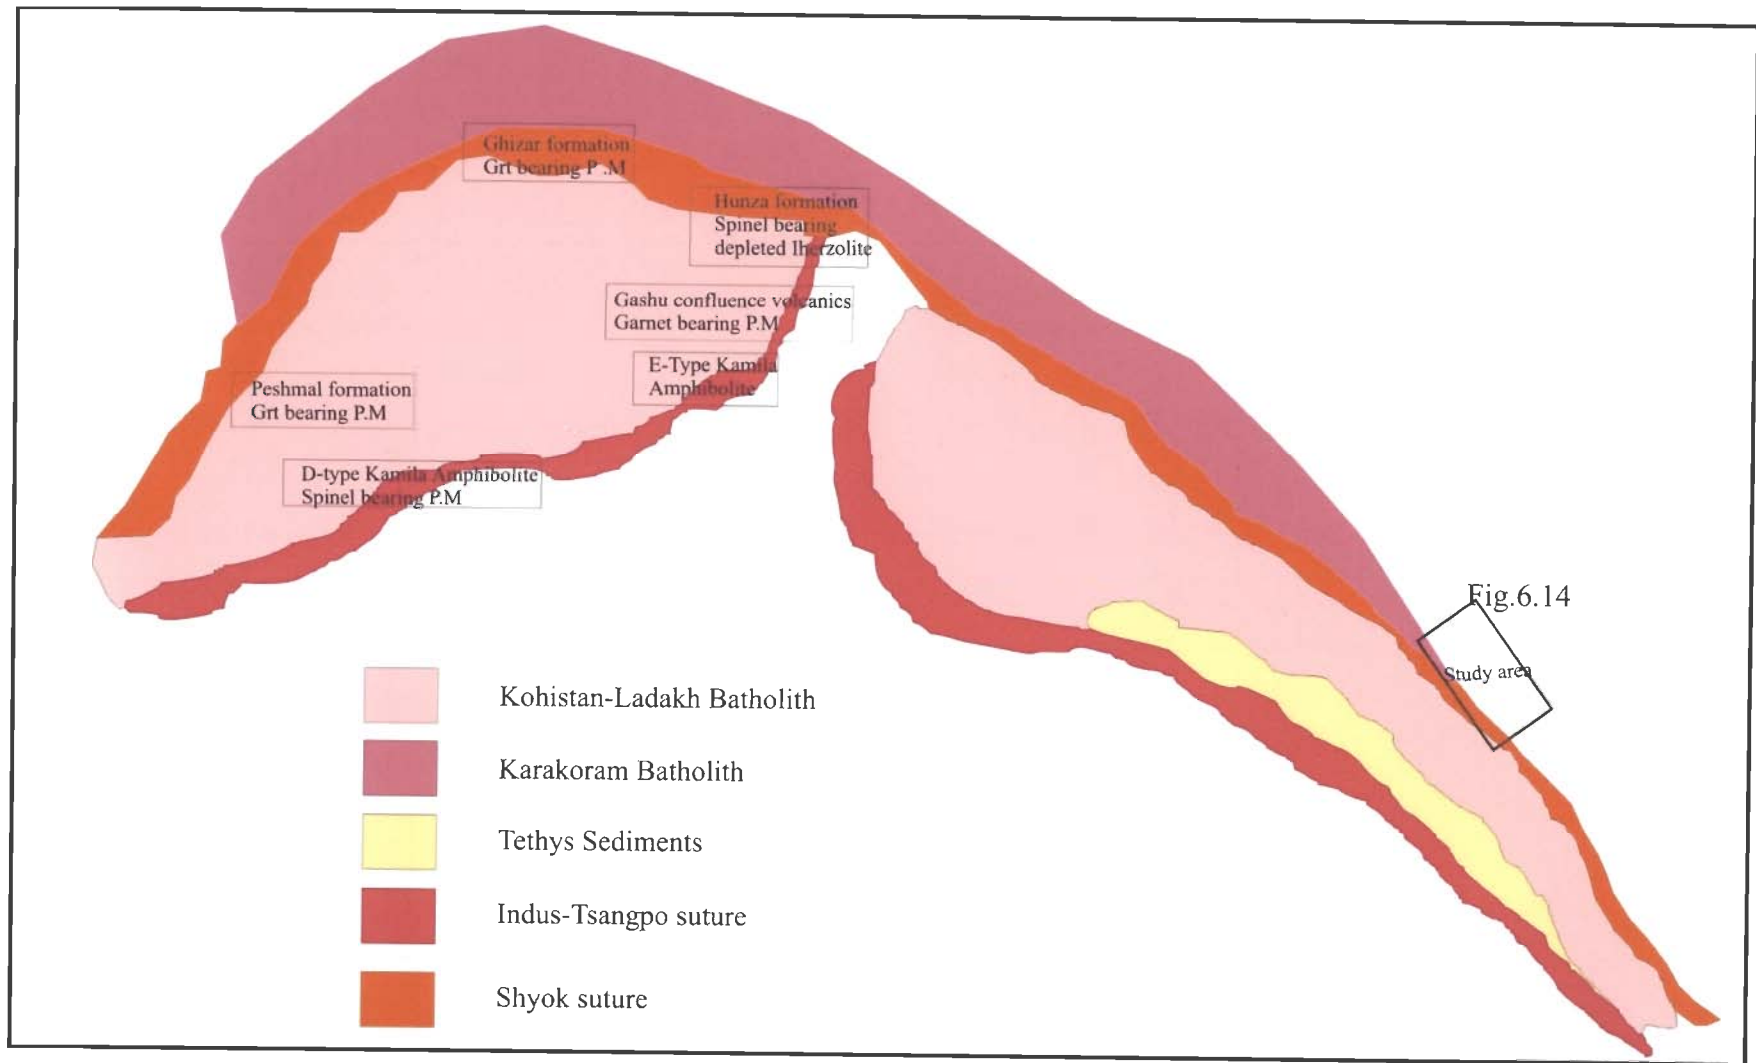 Ghizar formation
Grt bearing P .M
Hunza formation
Spinel bearing
depleted lherzolite
Gashu confluence volcanics
Garnet bearing P.M
E-Type Kamila
Amphibolite
Peshmal formation
Grt bearing P.M
D-type Kamila Amphibolite
Spinel bearing P.M
Fig.6.14
Study area
Kohistan-Ladakh Batholith
Karakoram Batholith
Tethys Sediments
Indus-Tsangpo suture
Shyok suture